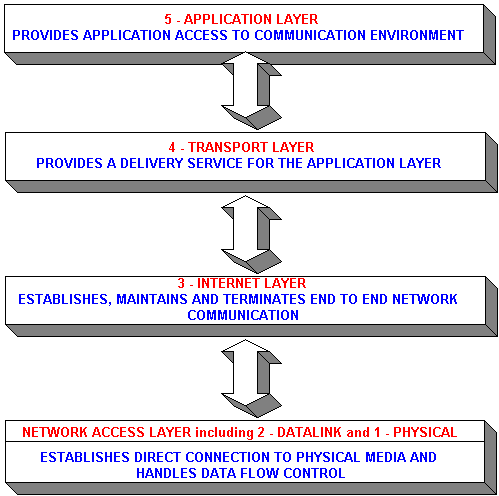 5 - APPLICATION LAYER
PROVIDES APPLICATION ACCESS TO COMMUNICATION ENVIRONMENT
4 - TRANSPORT LAYER
PROVIDES A DELIVERY SERVICE FOR THE APPLICATION LAYER
3 - INTERNET LAYER
ESTABLISHES, MAINTAINS AND TERMINATES END TO END NETWORK
COMMUNICATION
NETWORK ACCESS LAYER including 2 - DATALINK and 1 - PHYSICAL
ESTABLISHES DIRECT CONNECTION TO PHYSICAL MEDIA AND
HANDLES DATA FLOW CONTROL